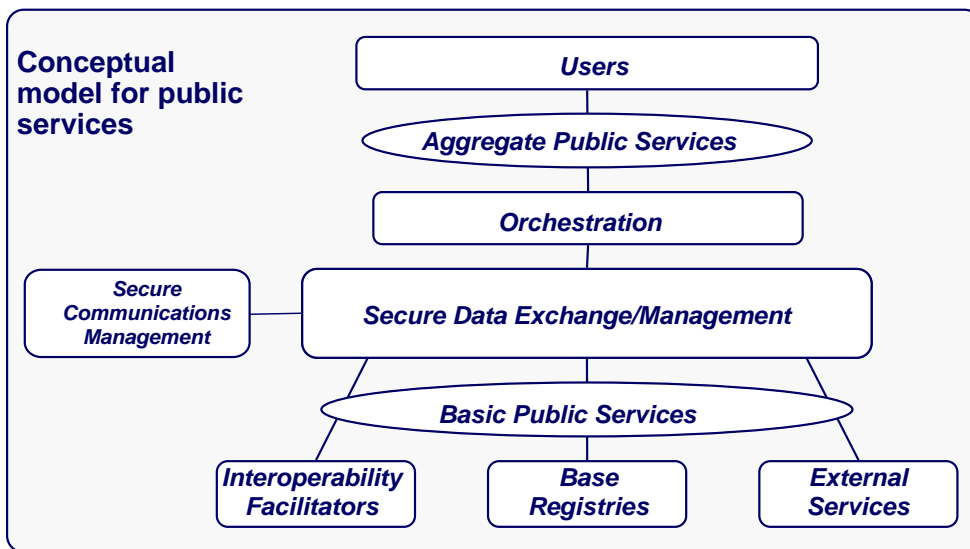 Conceptual
model for public
services
Users
Aggregate Public Services
Orchestration
Secure
Communications
Management
Secure Data Exchange/Management
Basic Public Services
Interoperability
Facilitators
Base
Registries
External
Services